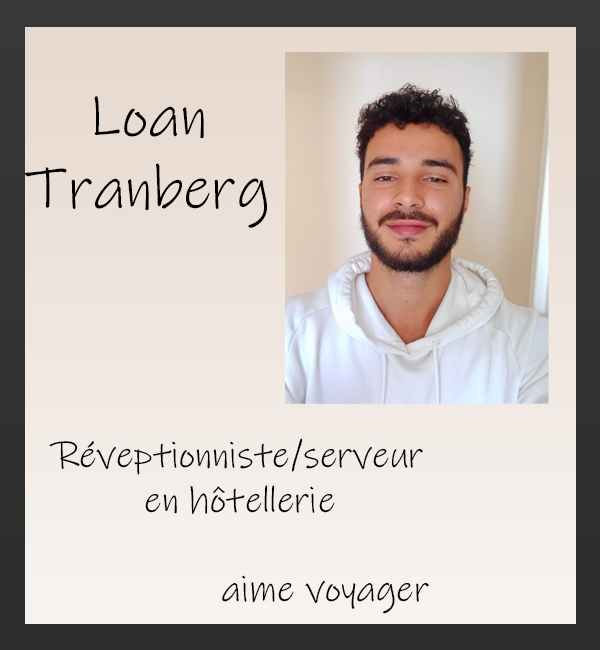 Loan
Tranberg
Réveptionniste/serveur
en hôtellerie
aime voyager